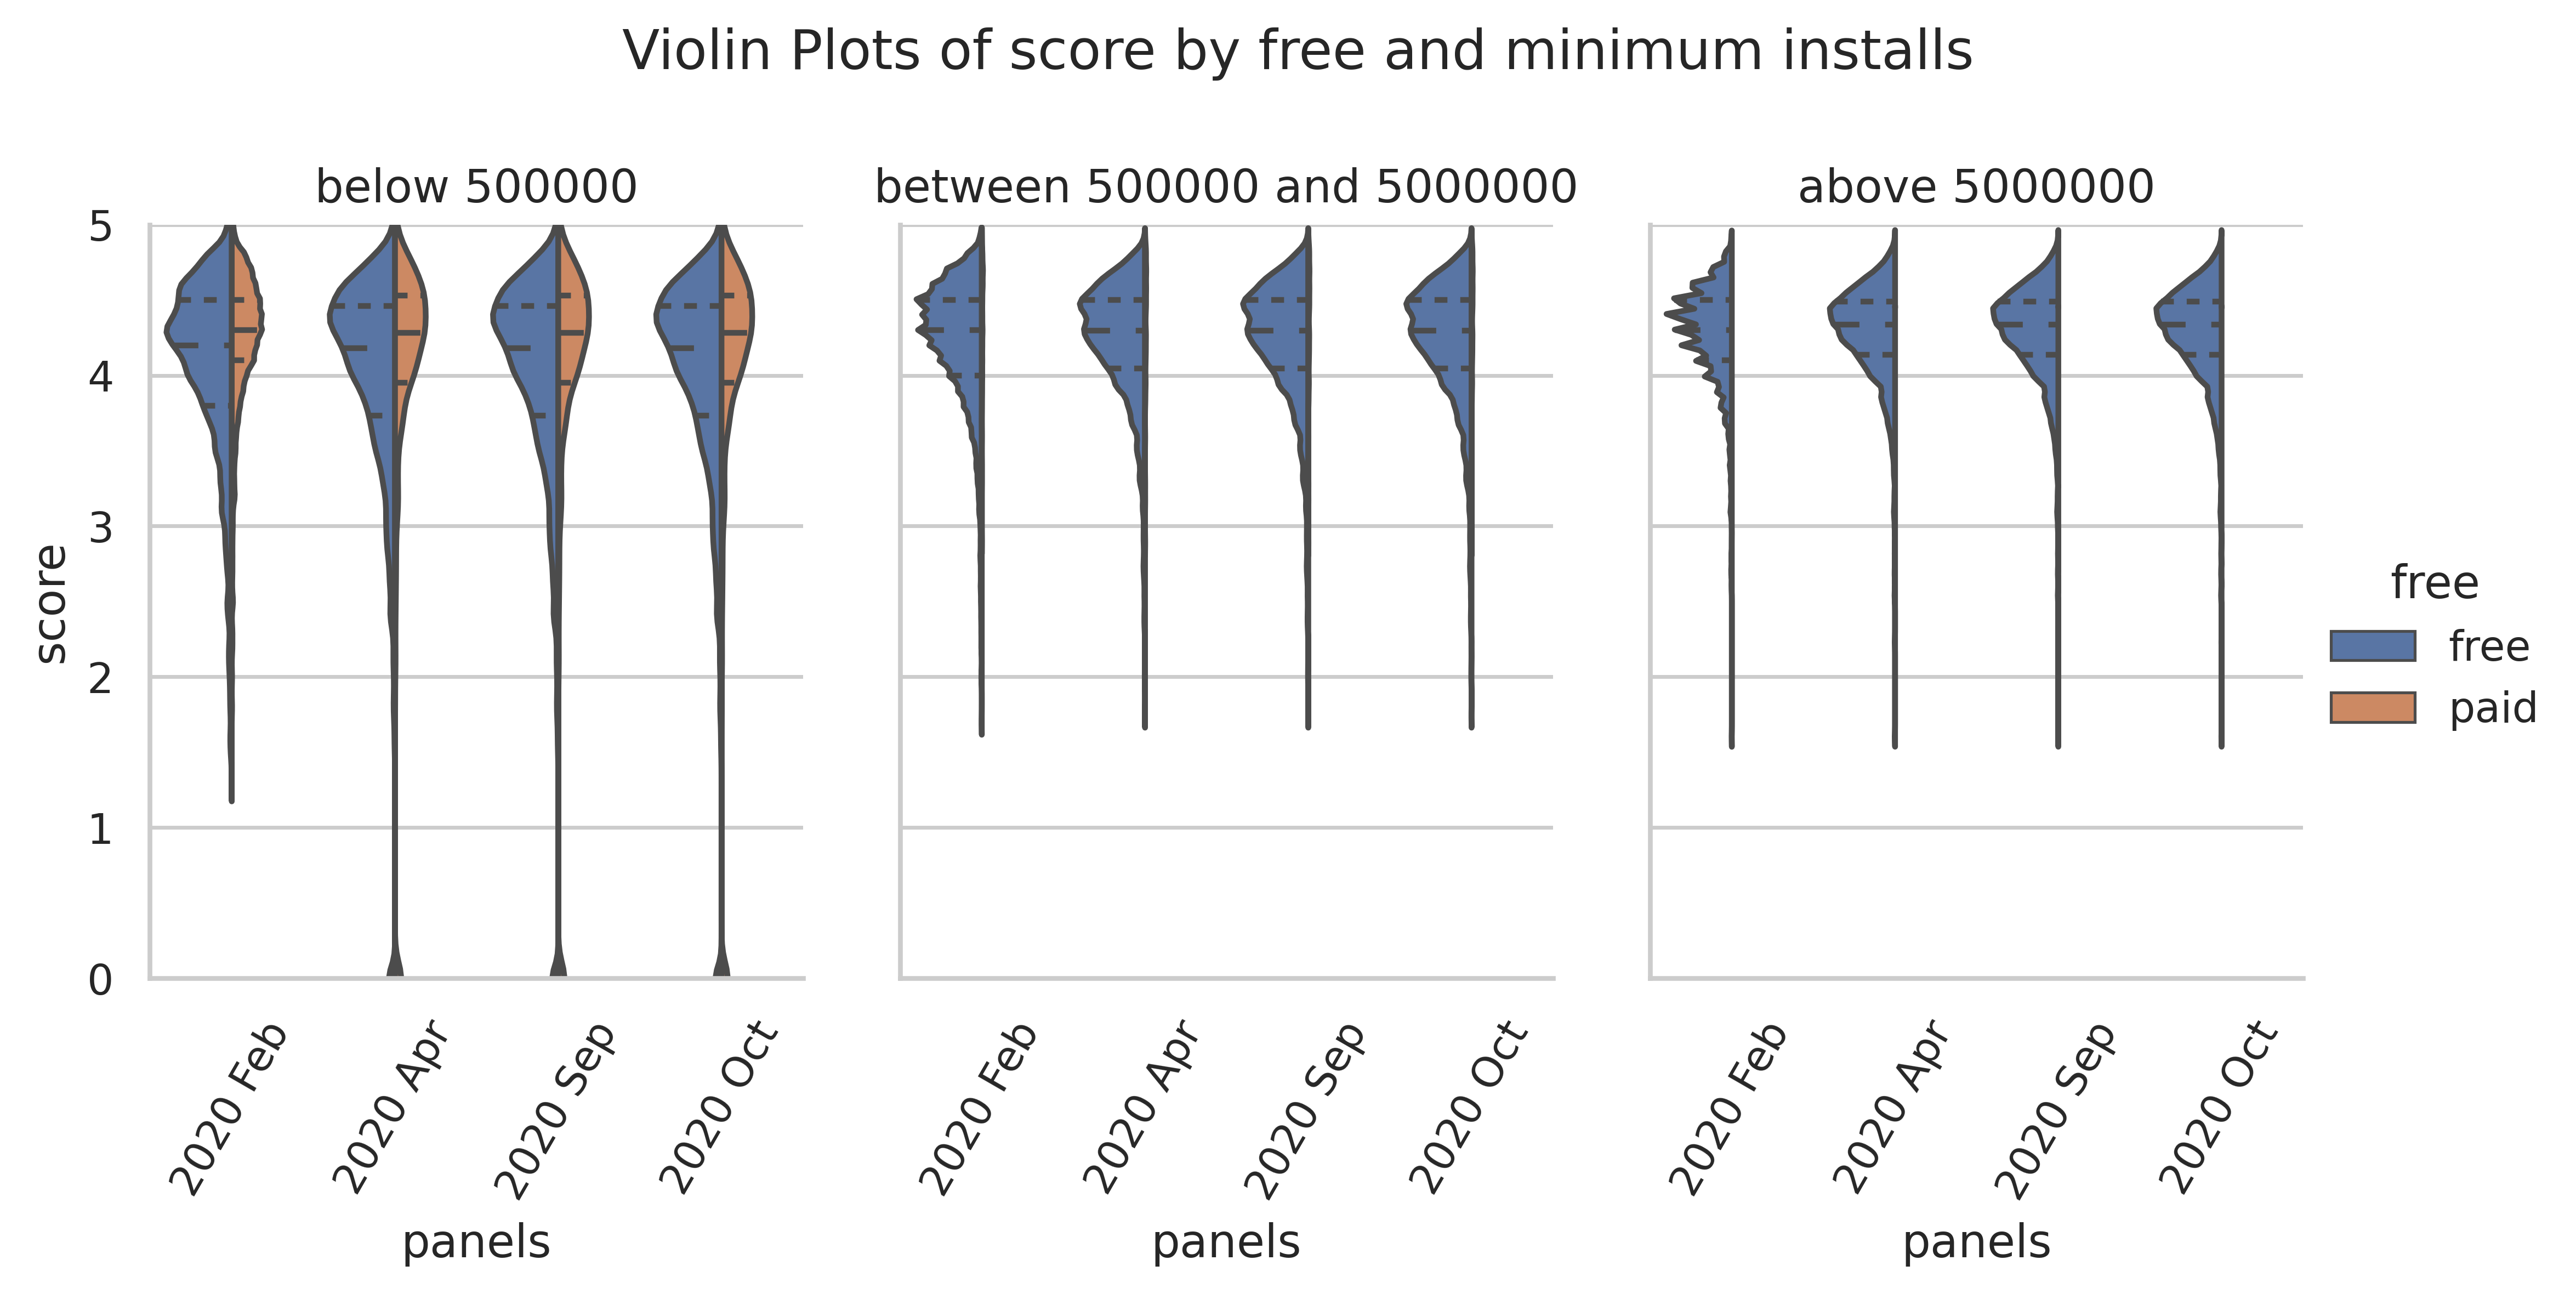 Violin Plots of score by free and minimum installs
below 500000
between 500000 and 5000000
above 5000000
score
5
4
3
2
1
0
2020 Feb
2020 Apr
2020 Sep
2020 Oct
panels
2020 Feb
2020 Apr
2020 Sep
2020 Oct
panels
2020 Feb
2020 Apr
2020 Sep
2020 Oct
panels
free
free
paid